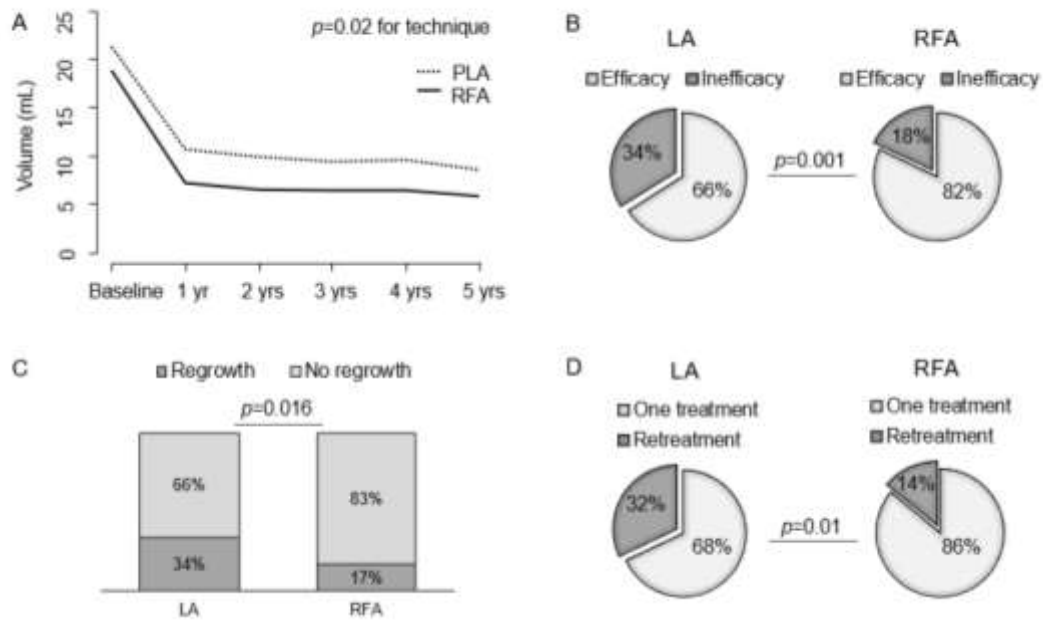 A
p=0.02 for technique
PLA
RFA
Volume (mL)
25
20
15
10
5
0
Baseline 1 yr 2 yrs 3 yrs 4 yrs 5 yrs
B
LA RFA
Efficacy Inefficacy Efficacy Inefficacy
34%
66%
p=0.001
18%
82%
C
Regrowth No regrowth
p=0.016
66% 83%
34% 17%
LA RFA
D
LA RFA
One treatment One treatment
Retreatment Retreatment
32%
68%
p=0.01
14%
86%